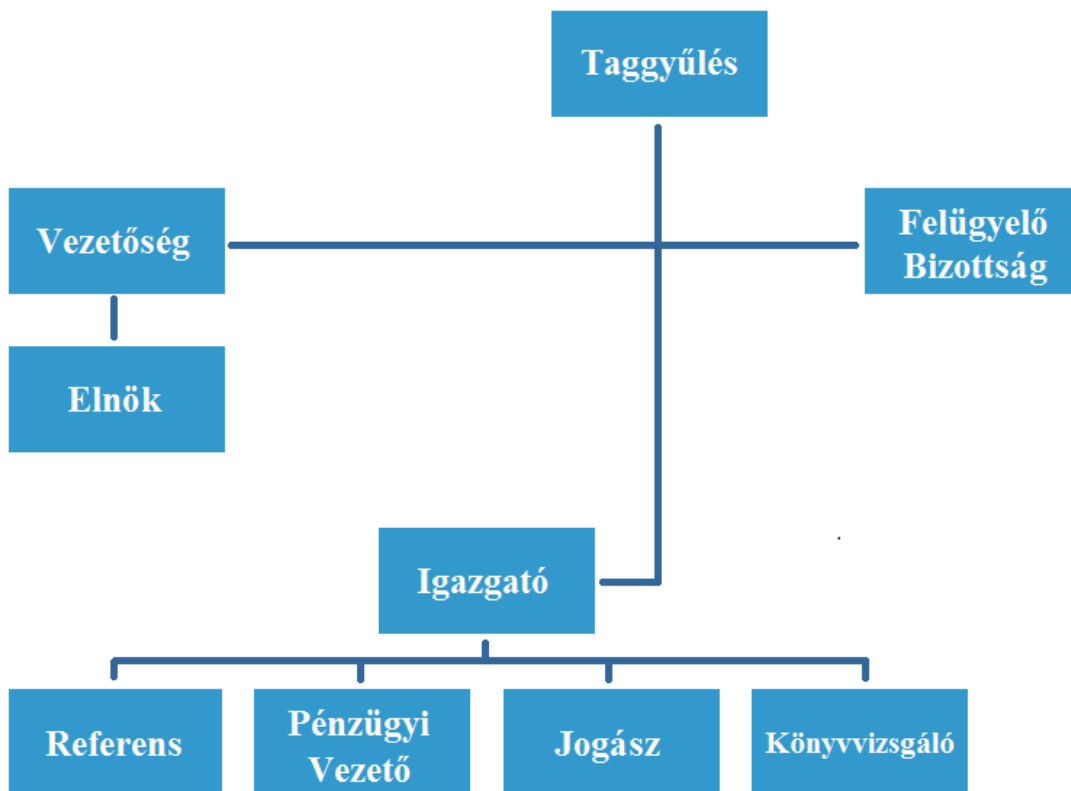 Taggyűlés
Vezetőség
Felügyelő
Bizottság
Elnök
Igazgató
Referens
Pénzügyi
Vezető
Jogász
Könyvvizsgáló